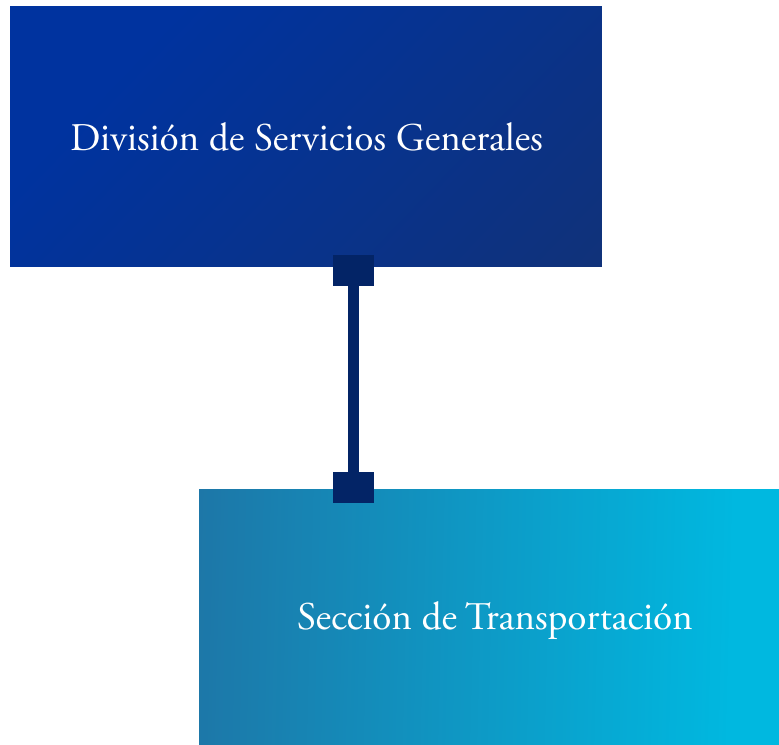 División de Servicios Generales
Sección de Transportación